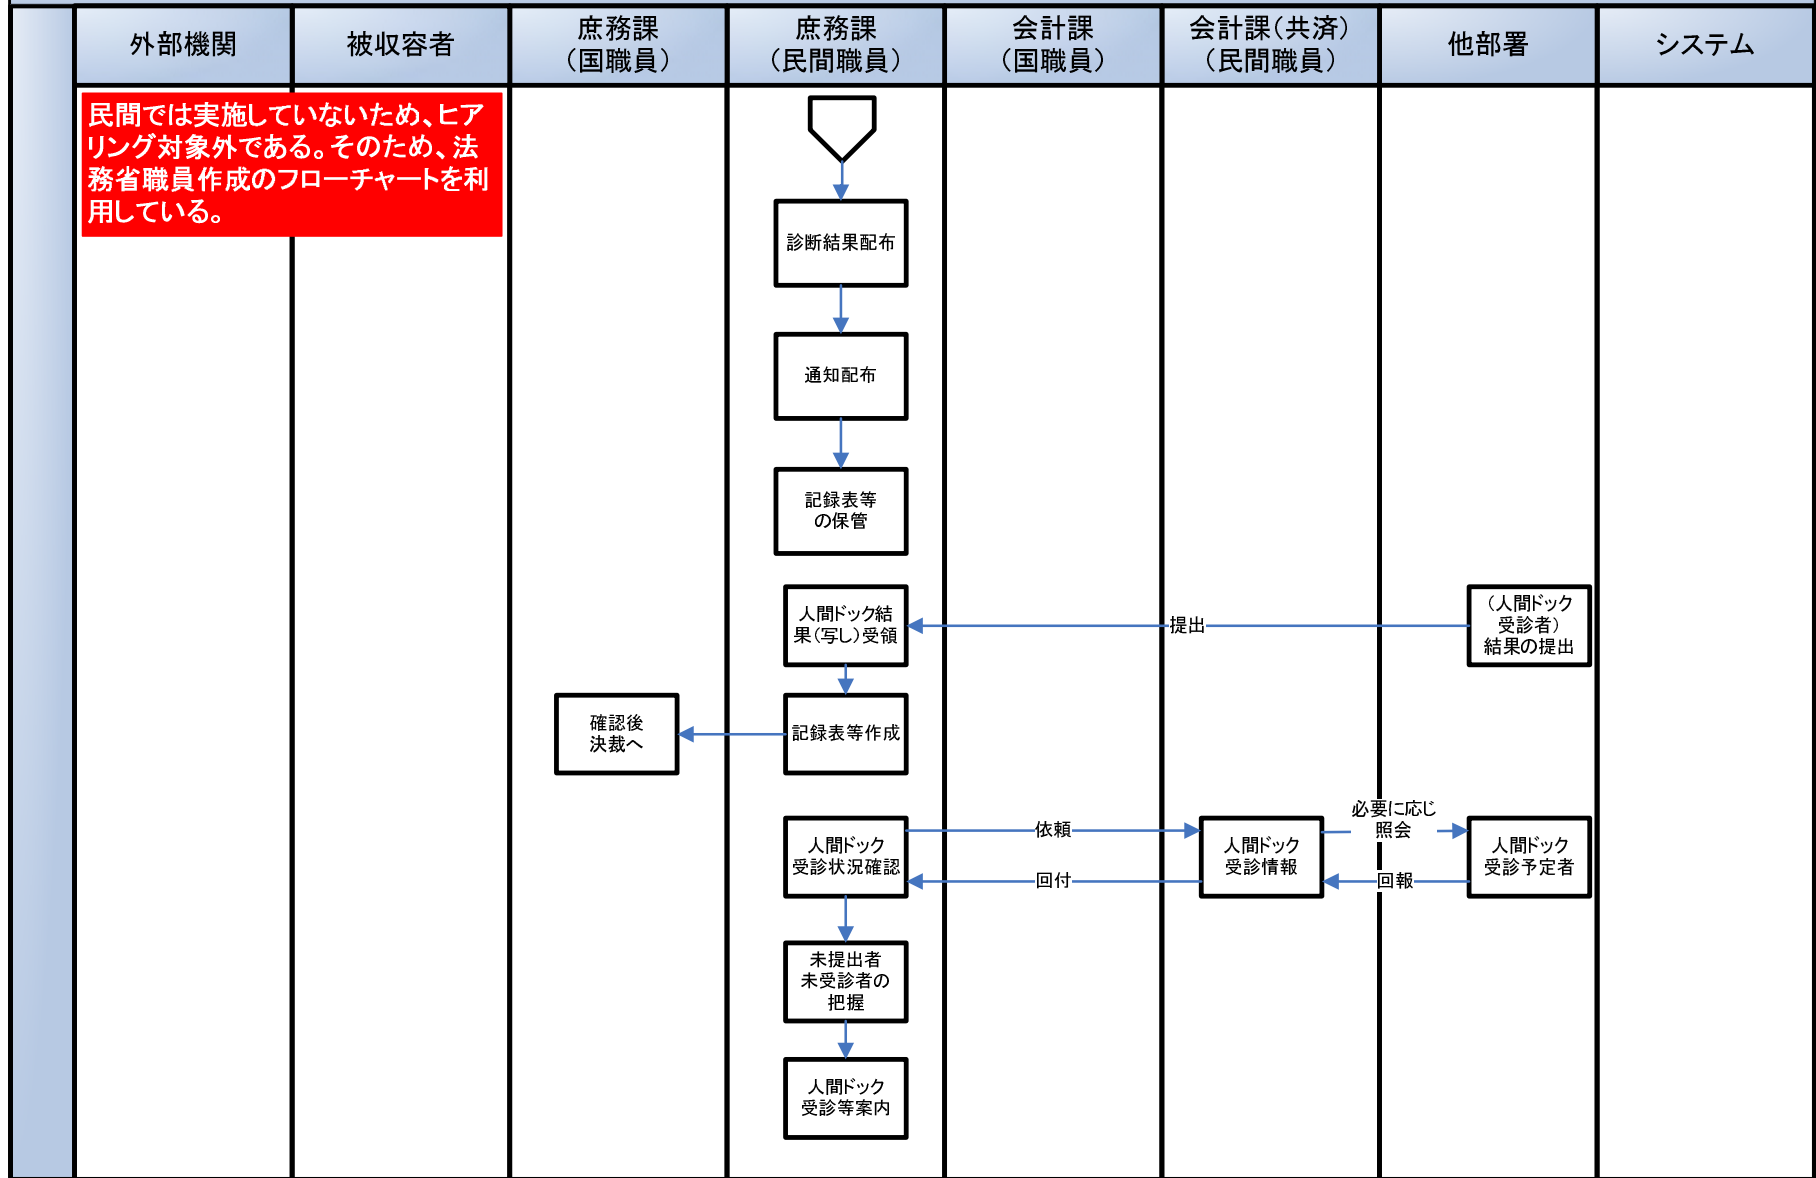 外部機関
被収容者
庶務課
（国職員）
庶務課
（民間職員）
会計課
（国職員）
会計課（共済）
（民間職員）
他部署
システム
民間では実施していないため、ヒア
リング対象外である。そのため、法
務省職員作成のフローチャートを利
用している。
診断結果配布
通知配布
記録表等
の保管
人間ドック結
果（写し）受領
提出
（人間ドック
受診者）
結果の提出
確認後
決裁へ
記録表等作成
人間ドック
受診状況確認
依頼
回付
人間ドック
受診情報
必要に応じ
照会
回報
人間ドック
受診予定者
未提出者
未受診者の
把握
人間ドック
受診等案内